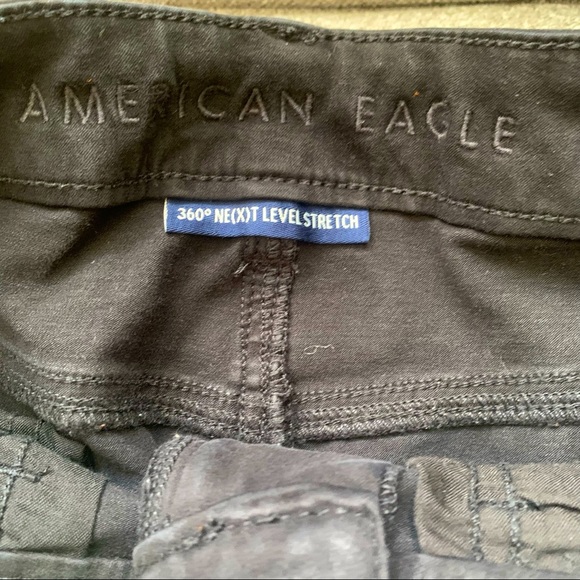 AMERICAN EAGLE
360° NE(X)T LEVEL STRETCH